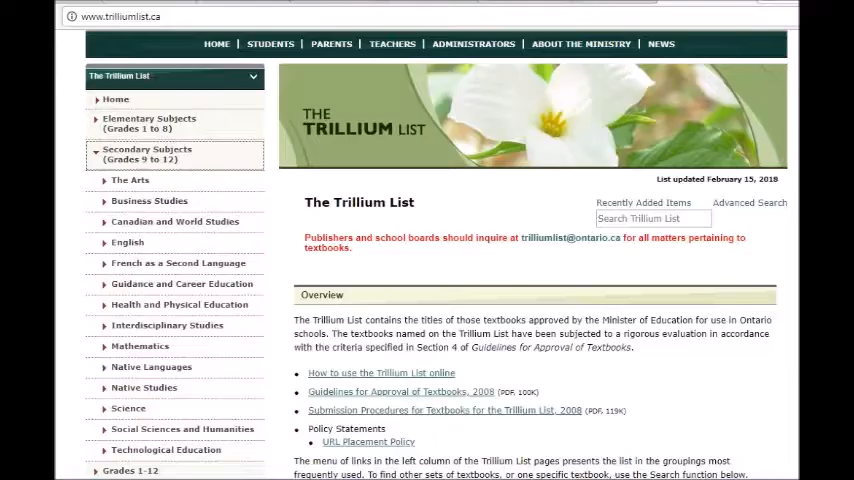 www.trilliumlist.ca
HOME | STUDENTS | PARENTS | TEACHERS | ADMINISTRATORS | ABOUT THE MINISTRY | NEWS
The Trillium List
Home
Elementary Subjects
(Grades 1 to 8)
Secondary Subjects
(Grades 9 to 12)
The Arts
Business Studies
Canadian and World Studies
English
French as a Second Language
Guidance and Career Education
Health and Physical Education
Interdisciplinary Studies
Mathematics
Native Languages
Native Studies
Science
Social Sciences and Humanities
Technological Education
Grades 1-12
THE
TRILLIUM LIST
List updated February 15, 2018
The Trillium List
Recently Added Items Advanced Search
Search Trillium List
Publishers and school boards should inquire at trilliumlist@ontario.ca for all matters pertaining to
textbooks.
Overview
The Trillium List contains the titles of those textbooks approved by the Minister of Education for use in Ontario
schools. The textbooks named on the Trillium List have been subjected to a rigorous evaluation in accordance
with the criteria specified in Section 4 of Guidelines for Approval of Textbooks.
How to use the Trillium List online
Guidelines for Approval of Textbooks, 2008 (PDF, 100K)
Submission Procedures for Textbooks for the Trillium List, 2008 (PDF, 119K)
Policy Statements
URL Placement Policy
The menu of links in the left column of the Trillium List pages presents the list in the groupings most
frequently used. To find other sets of textbooks, or one specific textbook, use the Search function below.